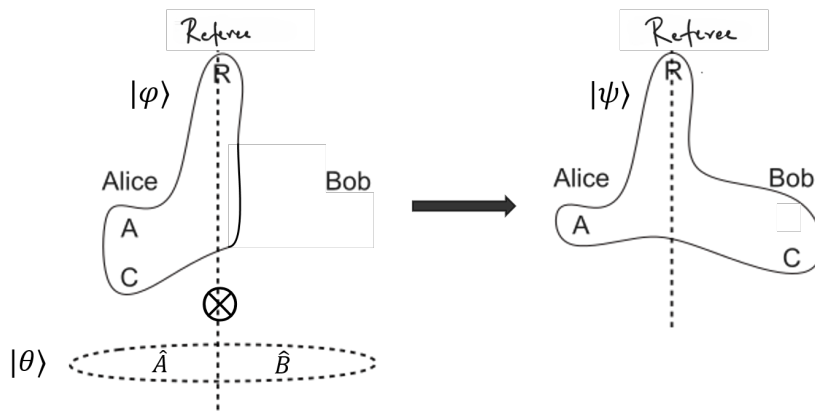 Referee Referee
R R
|φ⟩ |ψ⟩
Alice Bob Alice Bob
A A
C C
⊗
|θ⟩ Â B̂